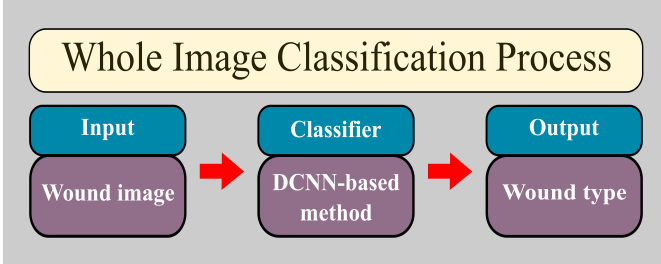 Whole Image Classification Process
Input
Wound image
Classifier
DCNN-based
method
Output
Wound type